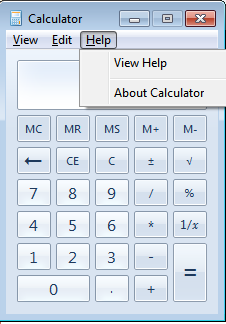 Calculator
View Edit Help
View Help
About Calculator
MC MR MS M+ M-
← CE C ± √
7 8 9 / %
4 5 6 * 1/x
1 2 3 - =
0 . +